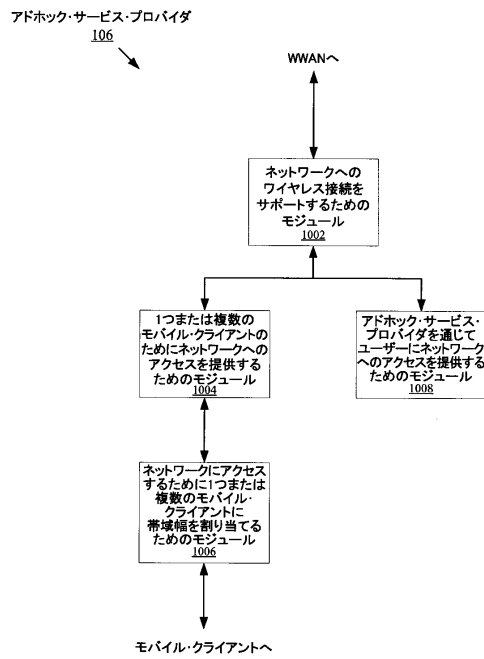 アドホック・サービス・プロバイダ
106
WWANへ
ネットワークへの
ワイヤレス接続を
サポートするための
モジュール
1002
1つまたは複数の
モバイル・クライアントの
ためにネットワークへの
アクセスを提供する
ためのモジュール
1004
アドホック・サービス・
プロバイダを通じて
ユーザーにネットワーク
へのアクセスを提供する
ためのモジュール
1008
ネットワークにアクセス
するために1つまたは
複数のモバイル・
クライアントに
帯域幅を割り当てる
ためのモジュール
1006
モバイル・クライアントへ